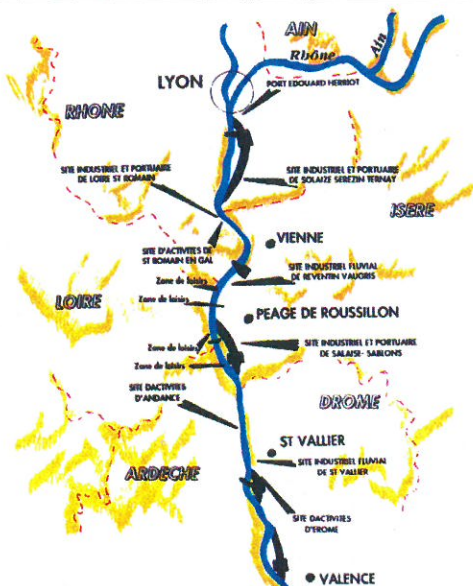 AIN
Rhône
Ain
LYON
PORT EDOUARD HERRIOT
RHONE
SITE INDUSTRIEL ET PORTUAIRE
DE LOIRE ST ROMAIN
SITE INDUSTRIEL ET PORTUAIRE
DE SOLAIZE SEREZIN TERNAY
ISERE
SITE D'ACTIVITES DE
ST ROMAIN EN GAL
VIENNE
SITE INDUSTRIEL FLUVIAL
DE REVENTIN VAUGRIS
Zone de loisirs
LOIRE
Zone de loisirs
PEAGE DE ROUSSILLON
Zone de loisirs
SITE INDUSTRIEL ET PORTUAIRE
DE SALAISE- SABLONS
Zone de loisirs
SITE DACTIVITES
D'ANDANCE
DROME
ST VALLIER
SITE INDUSTRIEL FLUVIAL
DE ST VALLIER
ARDECHE
SITE DACTIVITES
D'EROME
VALENCE